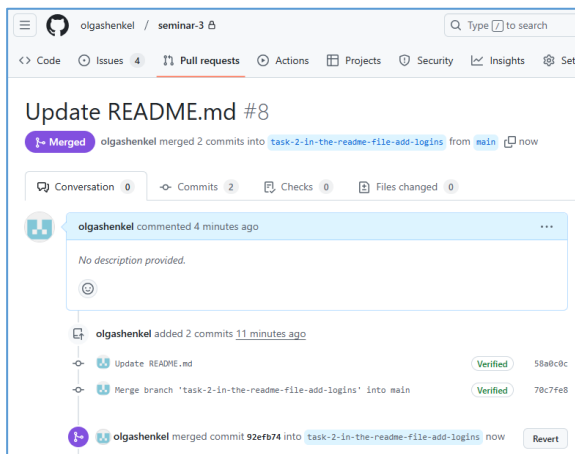 olgashenkel / seminar-3 Type / to search
Code Issues 4 Pull requests Actions Projects Security Insights Set
Update README.md #8
Merged olgashenkel merged 2 commits into task-2-in-the-readme-file-add-logins from main now
Conversation 0 Commits 2 Checks 0 Files changed 0
olgashenkel commented 4 minutes ago ...
No description provided.
olgashenkel added 2 commits 11 minutes ago
Update README.md Verified 58a0c0c
Merge branch 'task-2-in-the-readme-file-add-logins' into main Verified 70c7fe8
olgashenkel merged commit 92efb74 into task-2-in-the-readme-file-add-logins now Revert